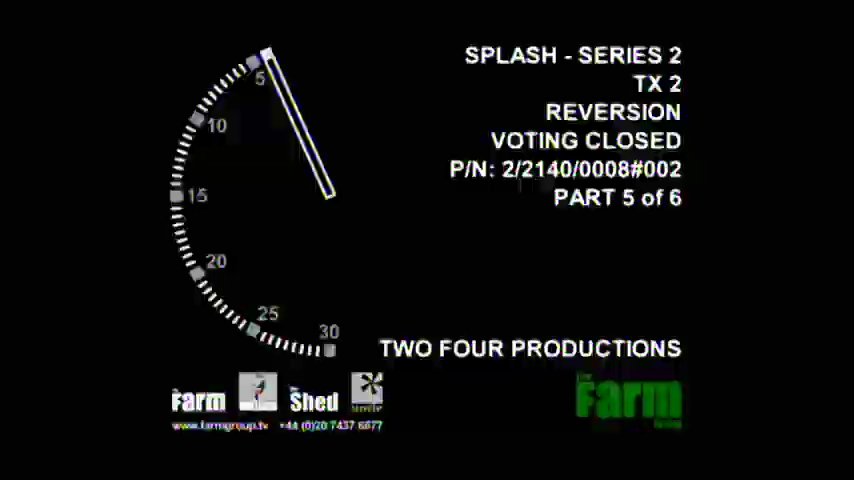 SPLASH - SERIES 2
TX 2
REVERSION
VOTING CLOSED
P/N: 2/2140/0008#002
PART 5 of 6
5
10
15
20
25
30
TWO FOUR PRODUCTIONS
Farm
Shed
uncle
www.farmgroup.tv +44 (0)20 7437 6677
Farm